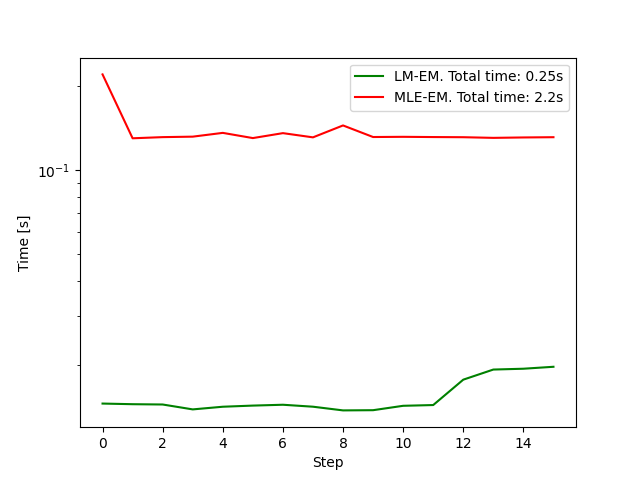 LM-EM. Total time: 0.25s
MLE-EM. Total time: 2.2s
10⁻¹
Time [s]
0 2 4 6 8 10 12 14
Step